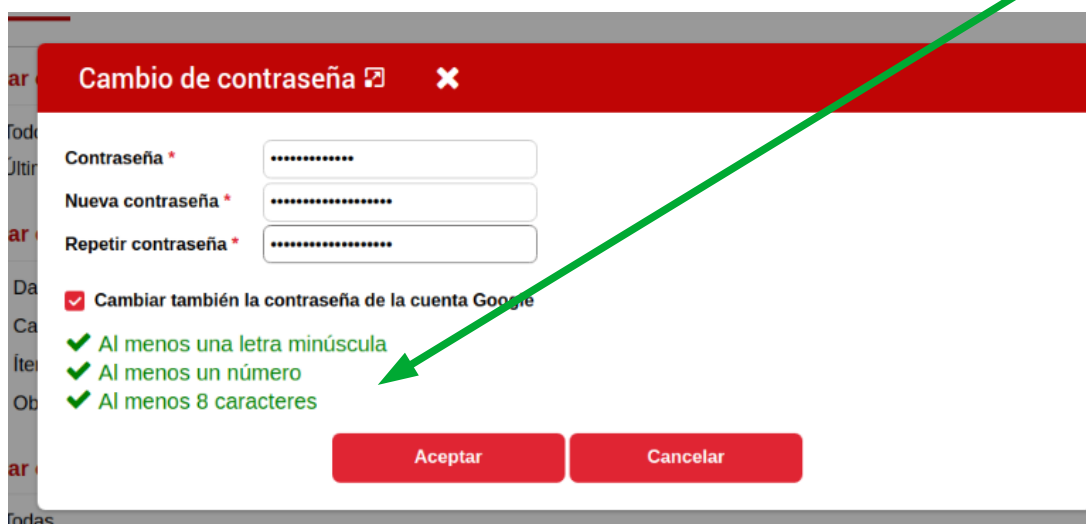 Cambio de contraseña
Contraseña *
Nueva contraseña *
Repetir contraseña *
Cambiar también la contraseña de la cuenta Google
Al menos una letra minúscula
Al menos un número
Al menos 8 caracteres
Aceptar Cancelar
Todas